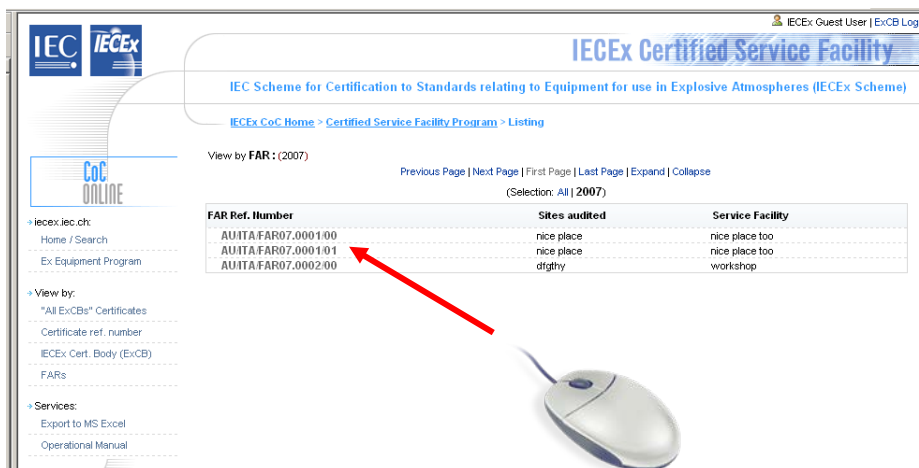 IECEx Guest User | ExCB Log
IEC IECEx
IECEx Certified Service Facility
IEC Scheme for Certification to Standards relating to Equipment for use in Explosive Atmospheres (IECEx Scheme)
IECEx CoC Home > Certified Service Facility Program > Listing
View by FAR : (2007)
Previous Page | Next Page | First Page | Last Page | Expand | Collapse
(Selection: All | 2007)
FAR Ref. Number Sites audited Service Facility
AU/ITA/FAR07.0001/00 nice place nice place too
AU/ITA/FAR07.0001/01 nice place nice place too
AU/ITA/FAR07.0002/00 dfgthy workshop
CoC
ONLINE
iecex.iec.ch:
Home / Search
Ex Equipment Program
View by:
"All ExCBs" Certificates
Certificate ref. number
IECEx Cert. Body (ExCB)
FARs
Services:
Export to MS Excel
Operational Manual